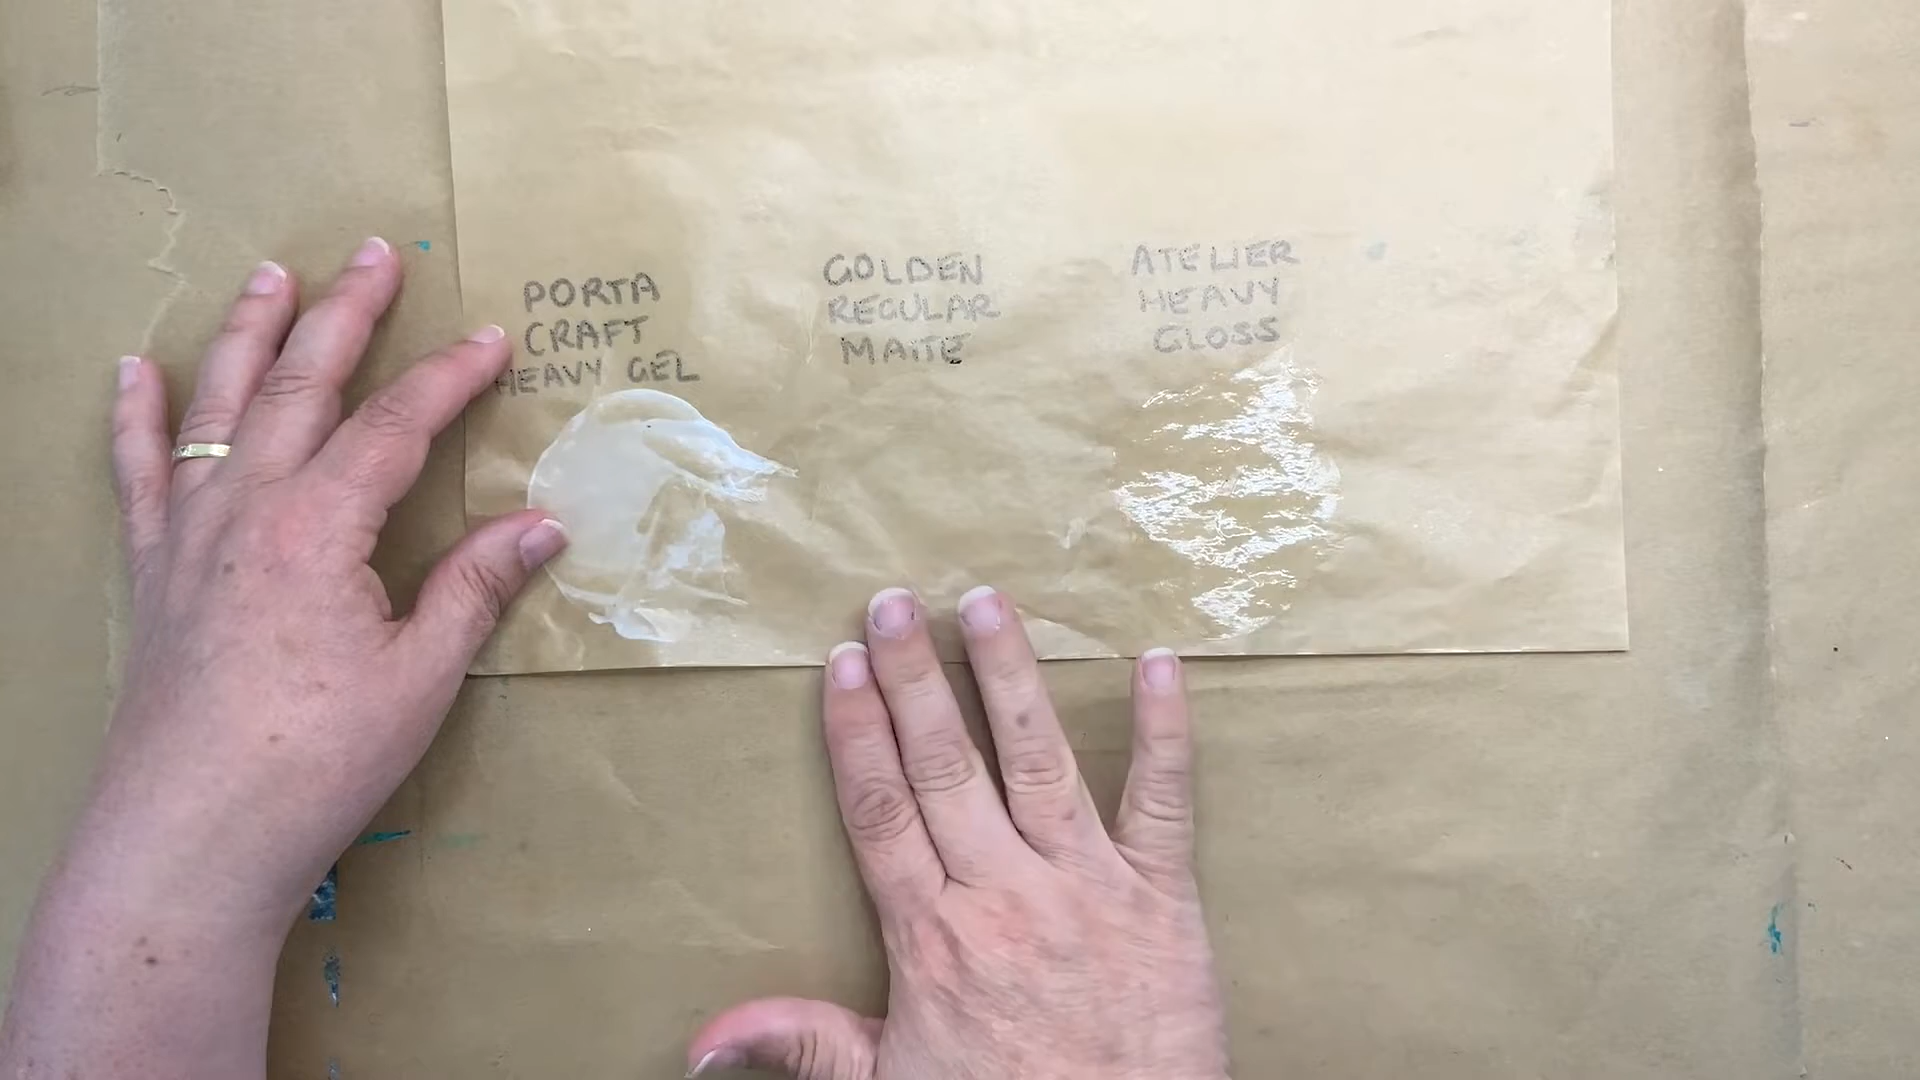 PORTA
CRAFT
HEAVY GEL
GOLDEN
REGULAR
MATTE
ATELIER
HEAVY
GLOSS